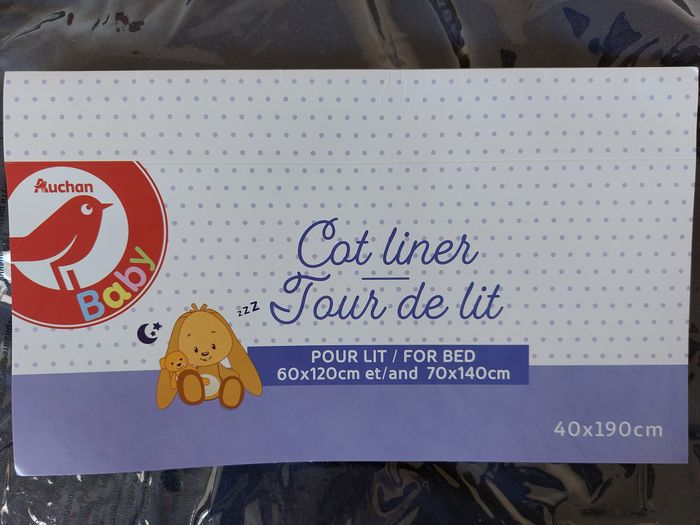 Auchan
Baby
Cot liner
Tour de lit
zzZ
POUR LIT / FOR BED
60x120cm et/and 70x140cm
40x190cm